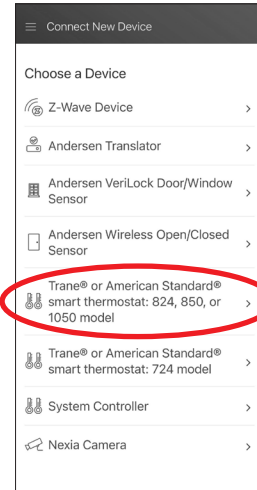 Connect New Device
Choose a Device
Z-Wave Device
Andersen Translator
Andersen VeriLock Door/Window
Sensor
Andersen Wireless Open/Closed
Sensor
Trane® or American Standard®
smart thermostat: 824, 850, or
1050 model
Trane® or American Standard®
smart thermostat: 724 model
System Controller
Nexia Camera